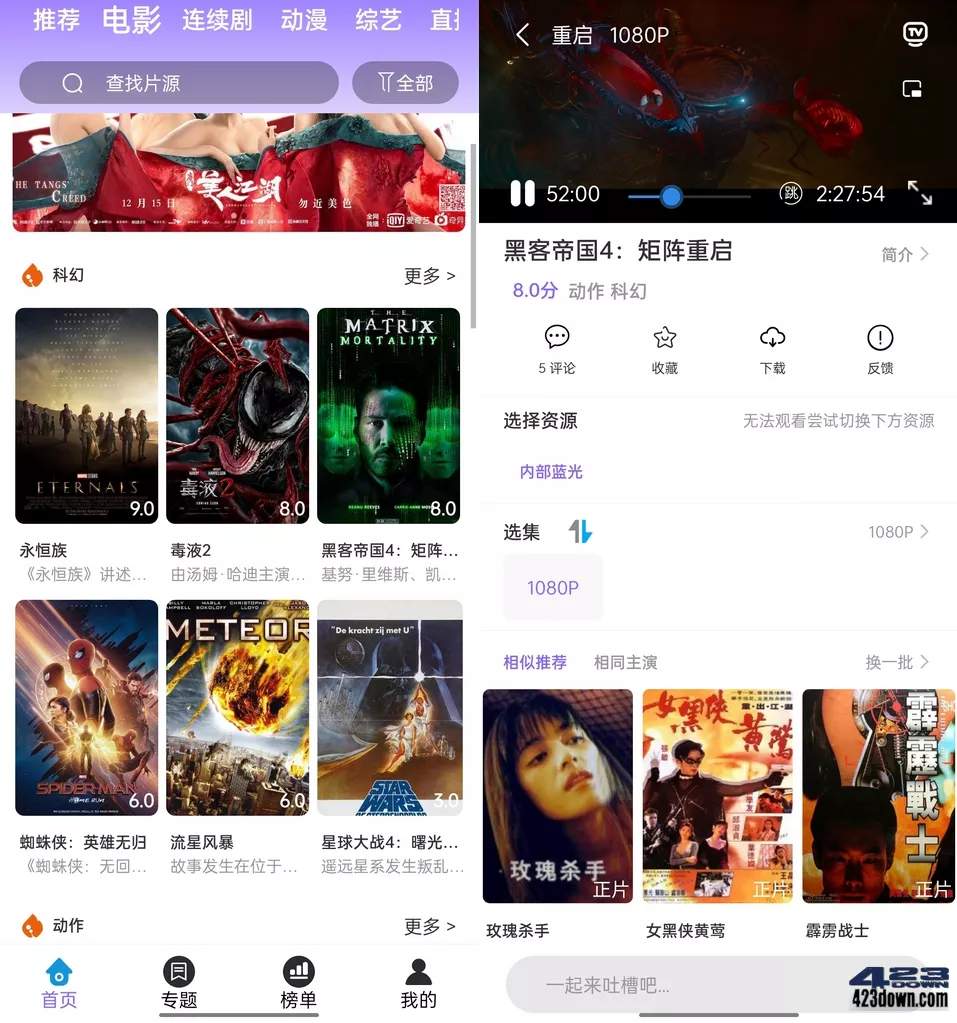 推荐 电影 连续剧 动漫 综艺
查找片源 全部
THE TANGS'
CREED
12月15日
美人江湖
勿近美色
全网
独播
爱奇艺
科幻 更多 >
ETERNALS
9.0
毒液2
8.0
THE
MATRIX
MORTALITY
KEANU REEVES
8.0
永恒族 毒液2 黑客帝国4：矩阵...
《永恒族》讲述... 由汤姆·哈迪主演... 基努·里维斯、凯...
SPIDER-MAN
6.0
METEOR
6.0
"De kracht zij met U"
STAR
WARS
3.0
蜘蛛侠：英雄无归 流星风暴 星球大战4：曙光...
《蜘蛛侠：无回... 故事发生在位于... 遥远星系发生叛乱...
动作 更多 >
首页 专题 榜单 我的
重启 1080P
TV
52:00 跳 2:27:54
黑客帝国4：矩阵重启 简介
8.0分 动作 科幻
5 评论 收藏 下载 反馈
选择资源 无法观看尝试切换下方资源
内部蓝光
选集 1080P
1080P
相似推荐 相同主演 换一批
玫瑰杀手
正片
女黑侠
黄莺
正片
霹雳戰士
正片
玫瑰杀手 女黑侠黄莺 霹雳战士
一起来吐槽吧...
423
DOWN
423down.com